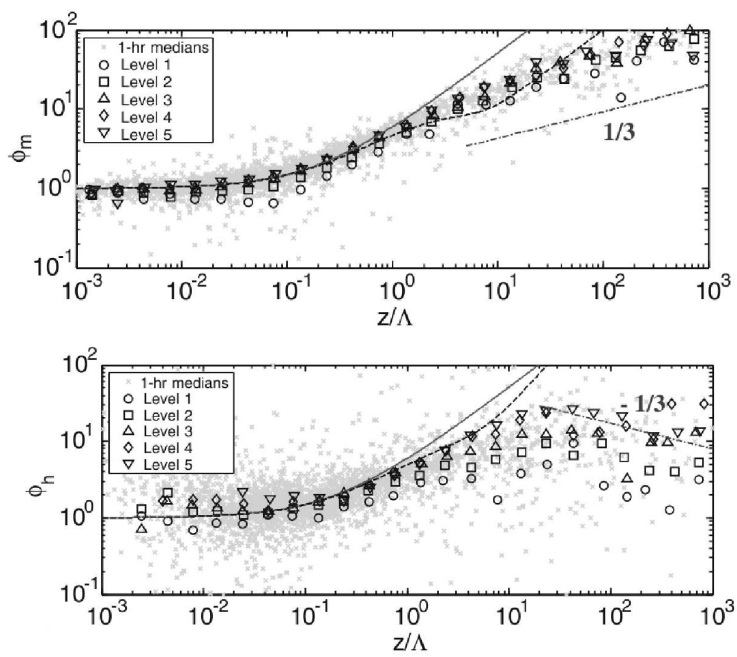 10²
10¹
10⁰
10⁻¹
ϕm
1-hr medians
Level 1
Level 2
Level 3
Level 4
Level 5
1/3
10⁻³ 10⁻² 10⁻¹ 10⁰ 10¹ 10² 10³
z/Λ
10²
10¹
10⁰
10⁻¹
ϕh
1-hr medians
Level 1
Level 2
Level 3
Level 4
Level 5
- 1/3
10⁻³ 10⁻² 10⁻¹ 10⁰ 10¹ 10² 10³
z/Λ